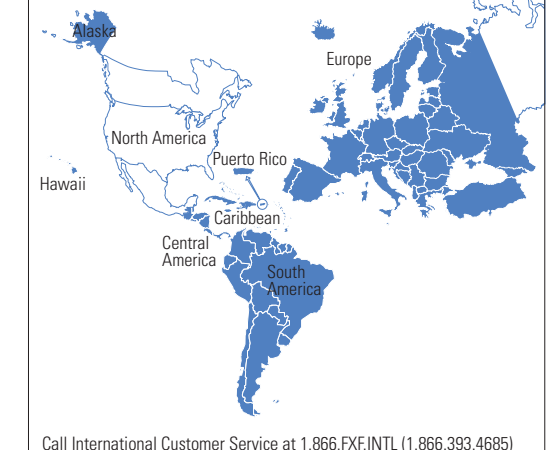 Alaska
Europe
North America
Puerto Rico
Hawaii
Caribbean
Central
America
South
America
Call International Customer Service at 1.866.FXF.INTL (1.866.393.4685)